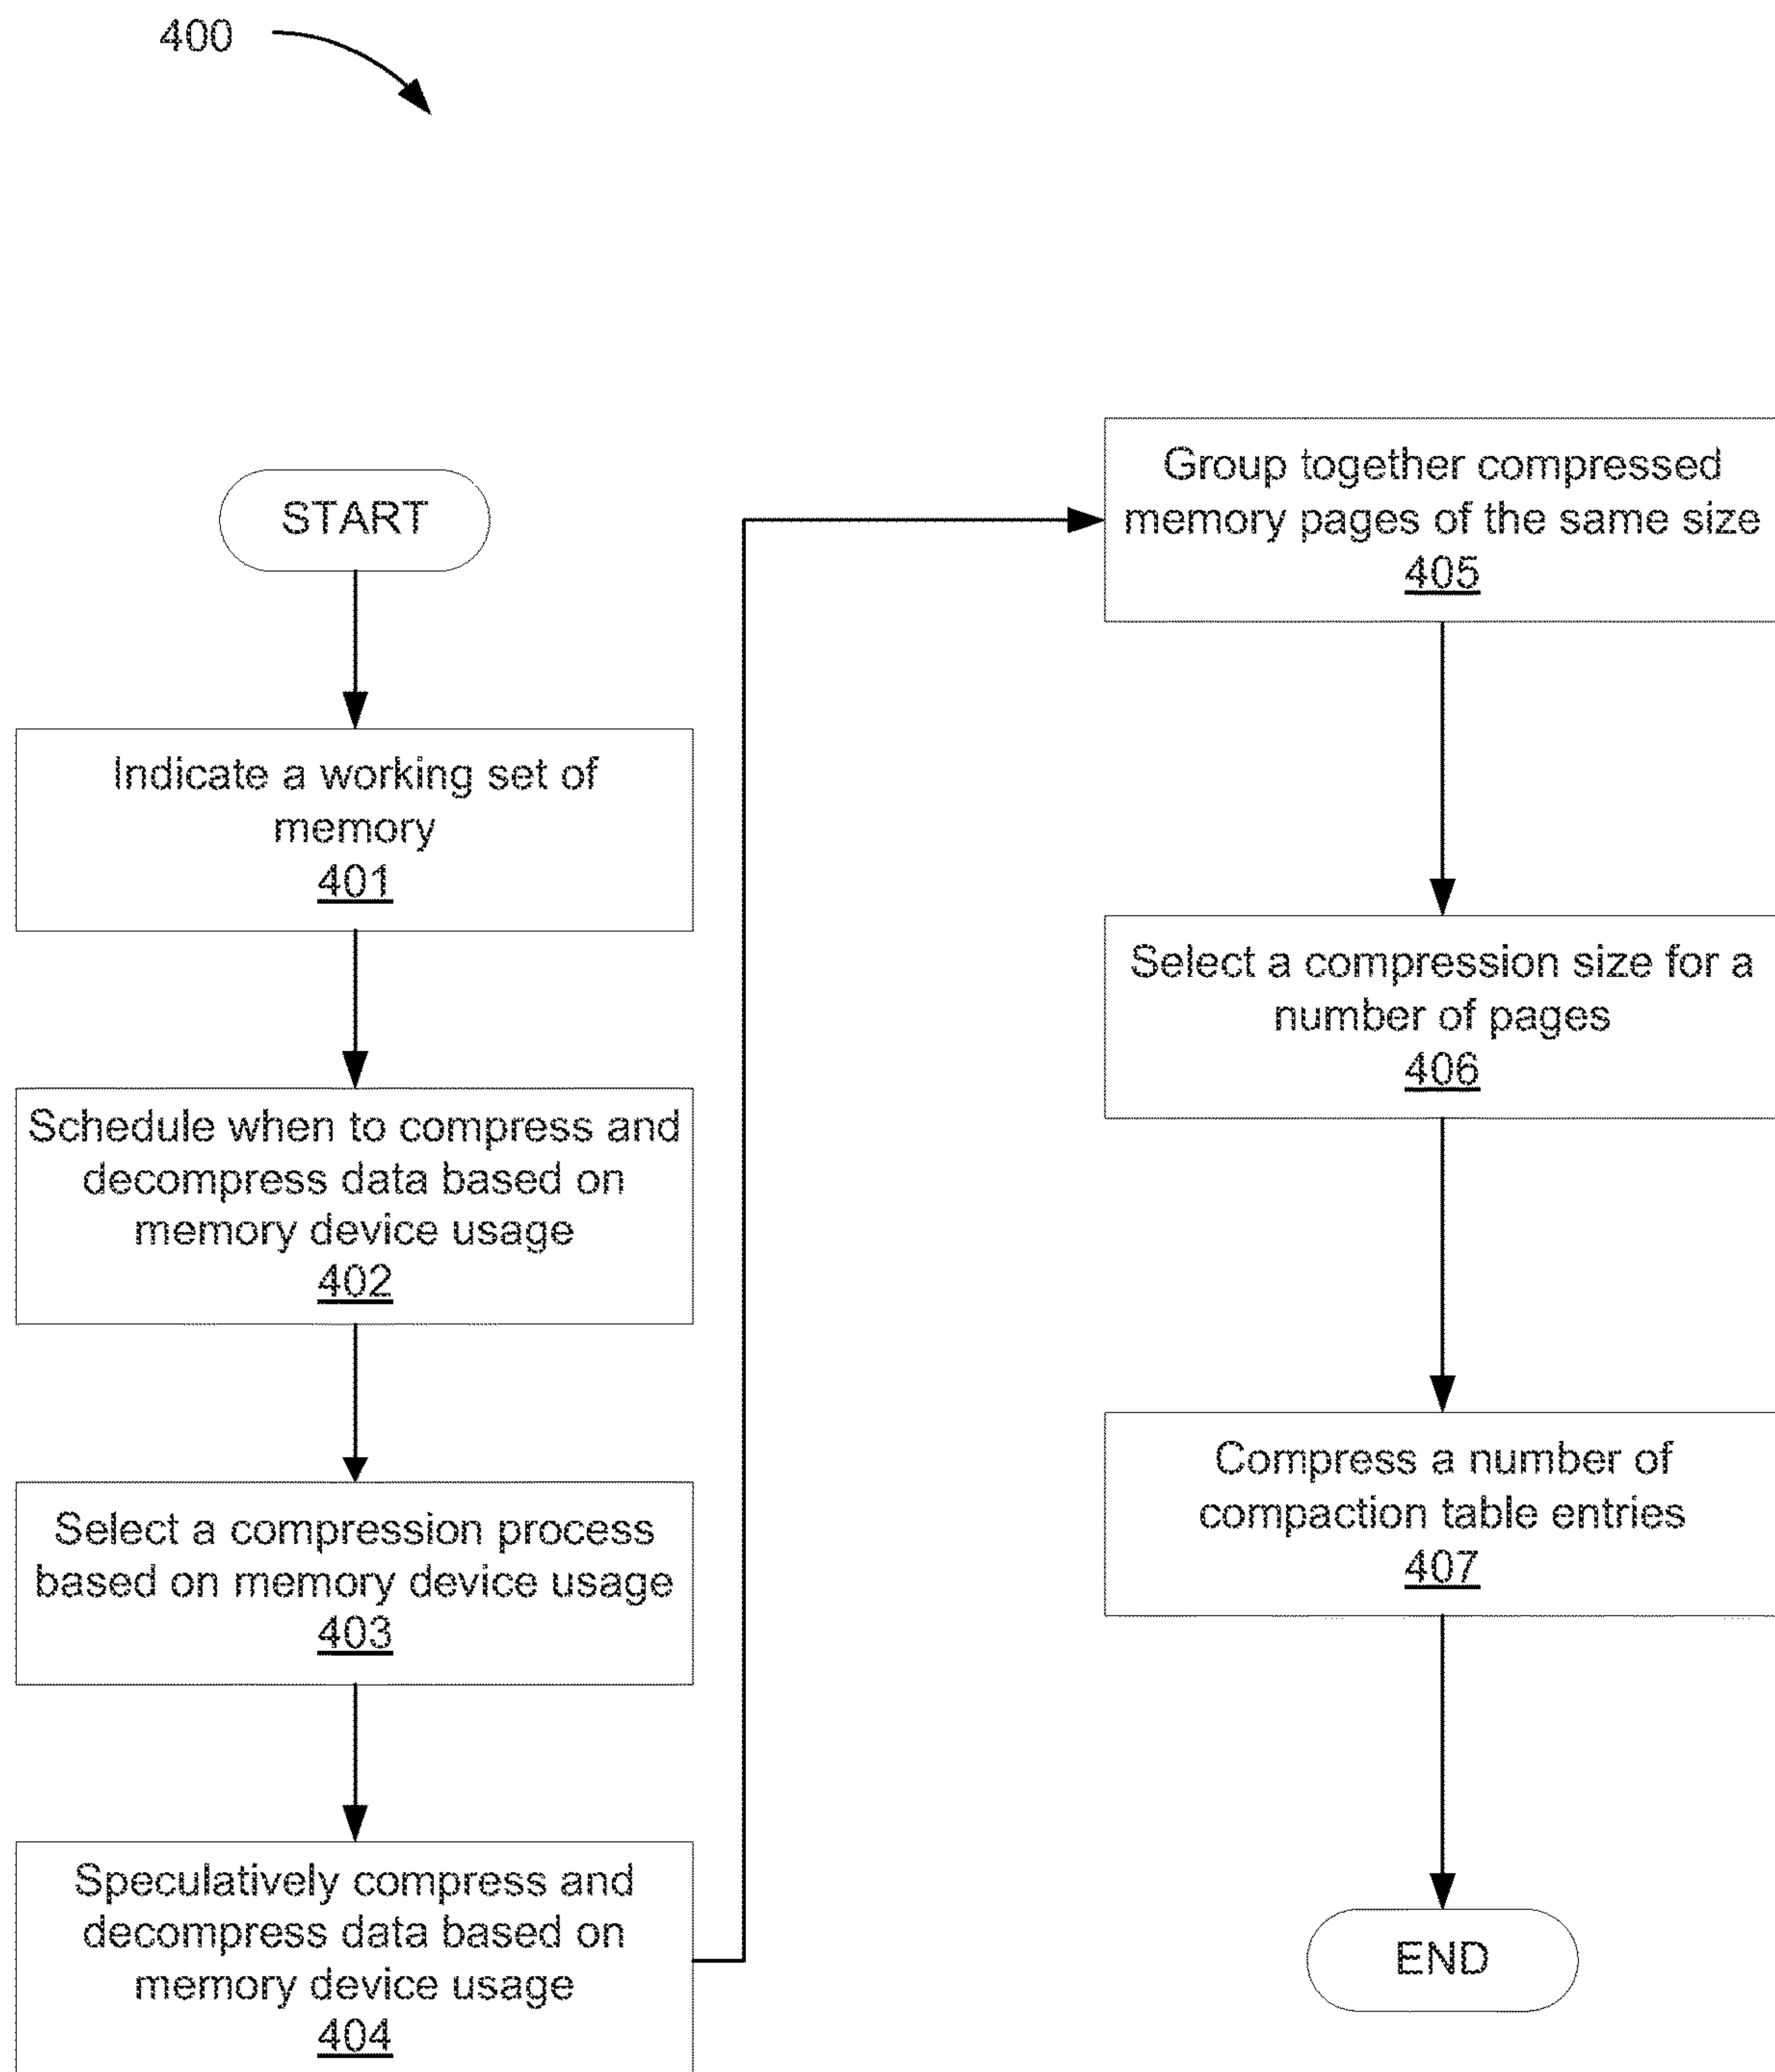 400
START
Indicate a working set of
memory
401
Schedule when to compress and
decompress data based on
memory device usage
402
Select a compression process
based on memory device usage
403
Speculatively compress and
decompress data based on
memory device usage
404
Group together compressed
memory pages of the same size
405
Select a compression size for a
number of pages
406
Compress a number of
compaction table entries
407
END